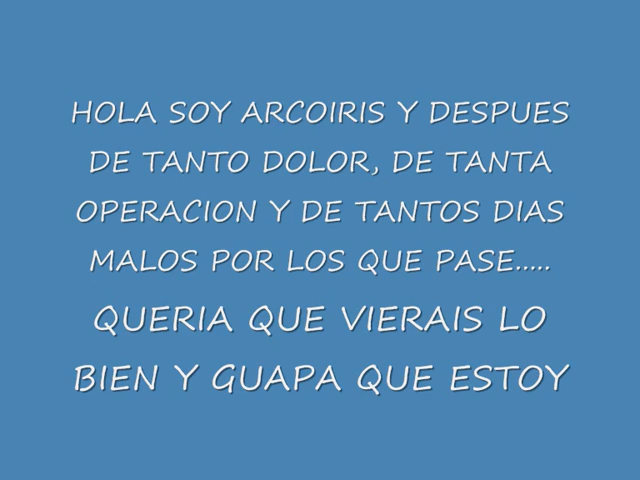 HOLA SOY ARCOIRIS Y DESPUES
DE TANTO DOLOR, DE TANTA
OPERACION Y DE TANTOS DIAS
MALOS POR LOS QUE PASE.....
QUERIA QUE VIERAIS LO
BIEN Y GUAPA QUE ESTOY